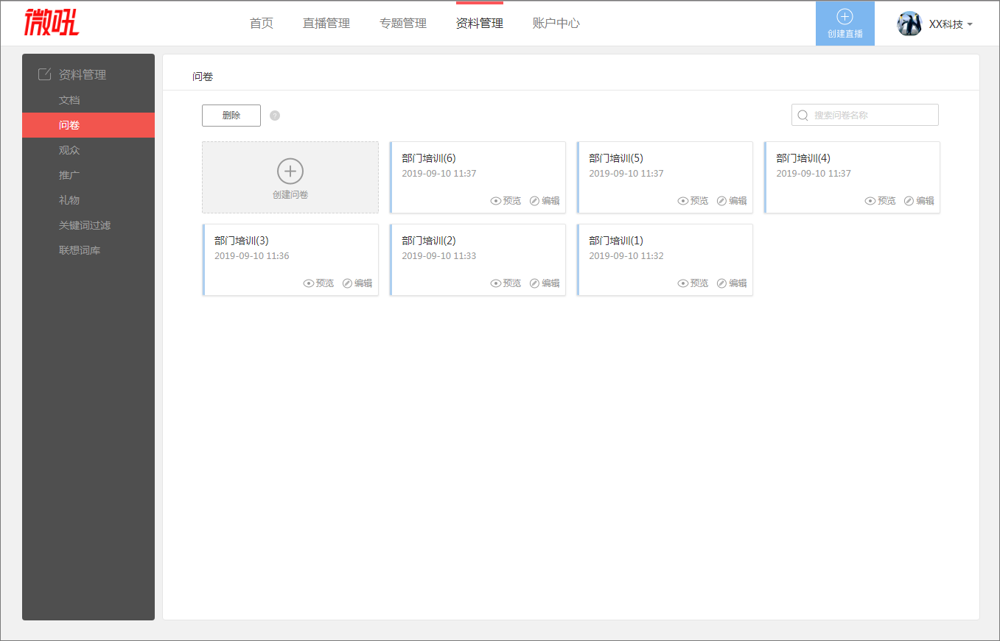 微吼
首页 直播管理 专题管理 资料管理 账户中心
创建直播
XX科技
资料管理
文档
问卷
观众
推广
礼物
关键词过滤
联想词库
问卷
删除 ?
搜索问卷名称
创建问卷
部门培训(6)
2019-09-10 11:37
预览 编辑
部门培训(5)
2019-09-10 11:37
预览 编辑
部门培训(4)
2019-09-10 11:37
预览 编辑
部门培训(3)
2019-09-10 11:36
预览 编辑
部门培训(2)
2019-09-10 11:33
预览 编辑
部门培训(1)
2019-09-10 11:32
预览 编辑